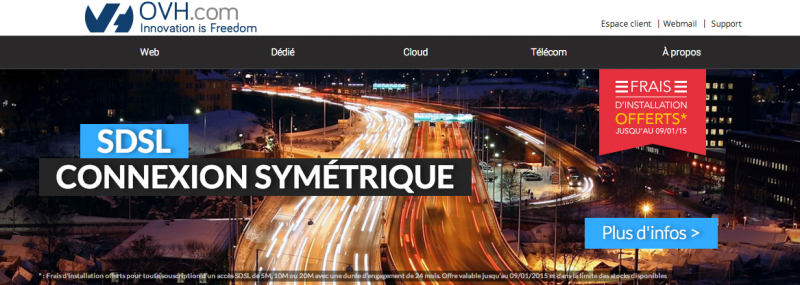 OVH.com
Innovation is Freedom
Espace client | Webmail | Support
Web Dédié Cloud Télécom À propos
FRAIS
D'INSTALLATION
OFFERTS*
JUSQU'AU 09/01/15
SDSL
CONNEXION SYMÉTRIQUE
Plus d'infos >
* : Frais d'installation offerts pour toute souscription d'un accès SDSL de 5M, 10M ou 20M avec une durée d'engagement de 24 mois. Offre valable jusqu'au 09/01/2015 et dans la limite des stocks disponibles